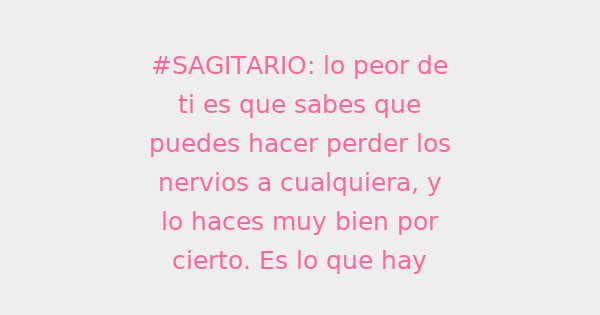 #SAGITARIO: lo peor de
ti es que sabes que
puedes hacer perder los
nervios a cualquiera, y
lo haces muy bien por
cierto. Es lo que hay